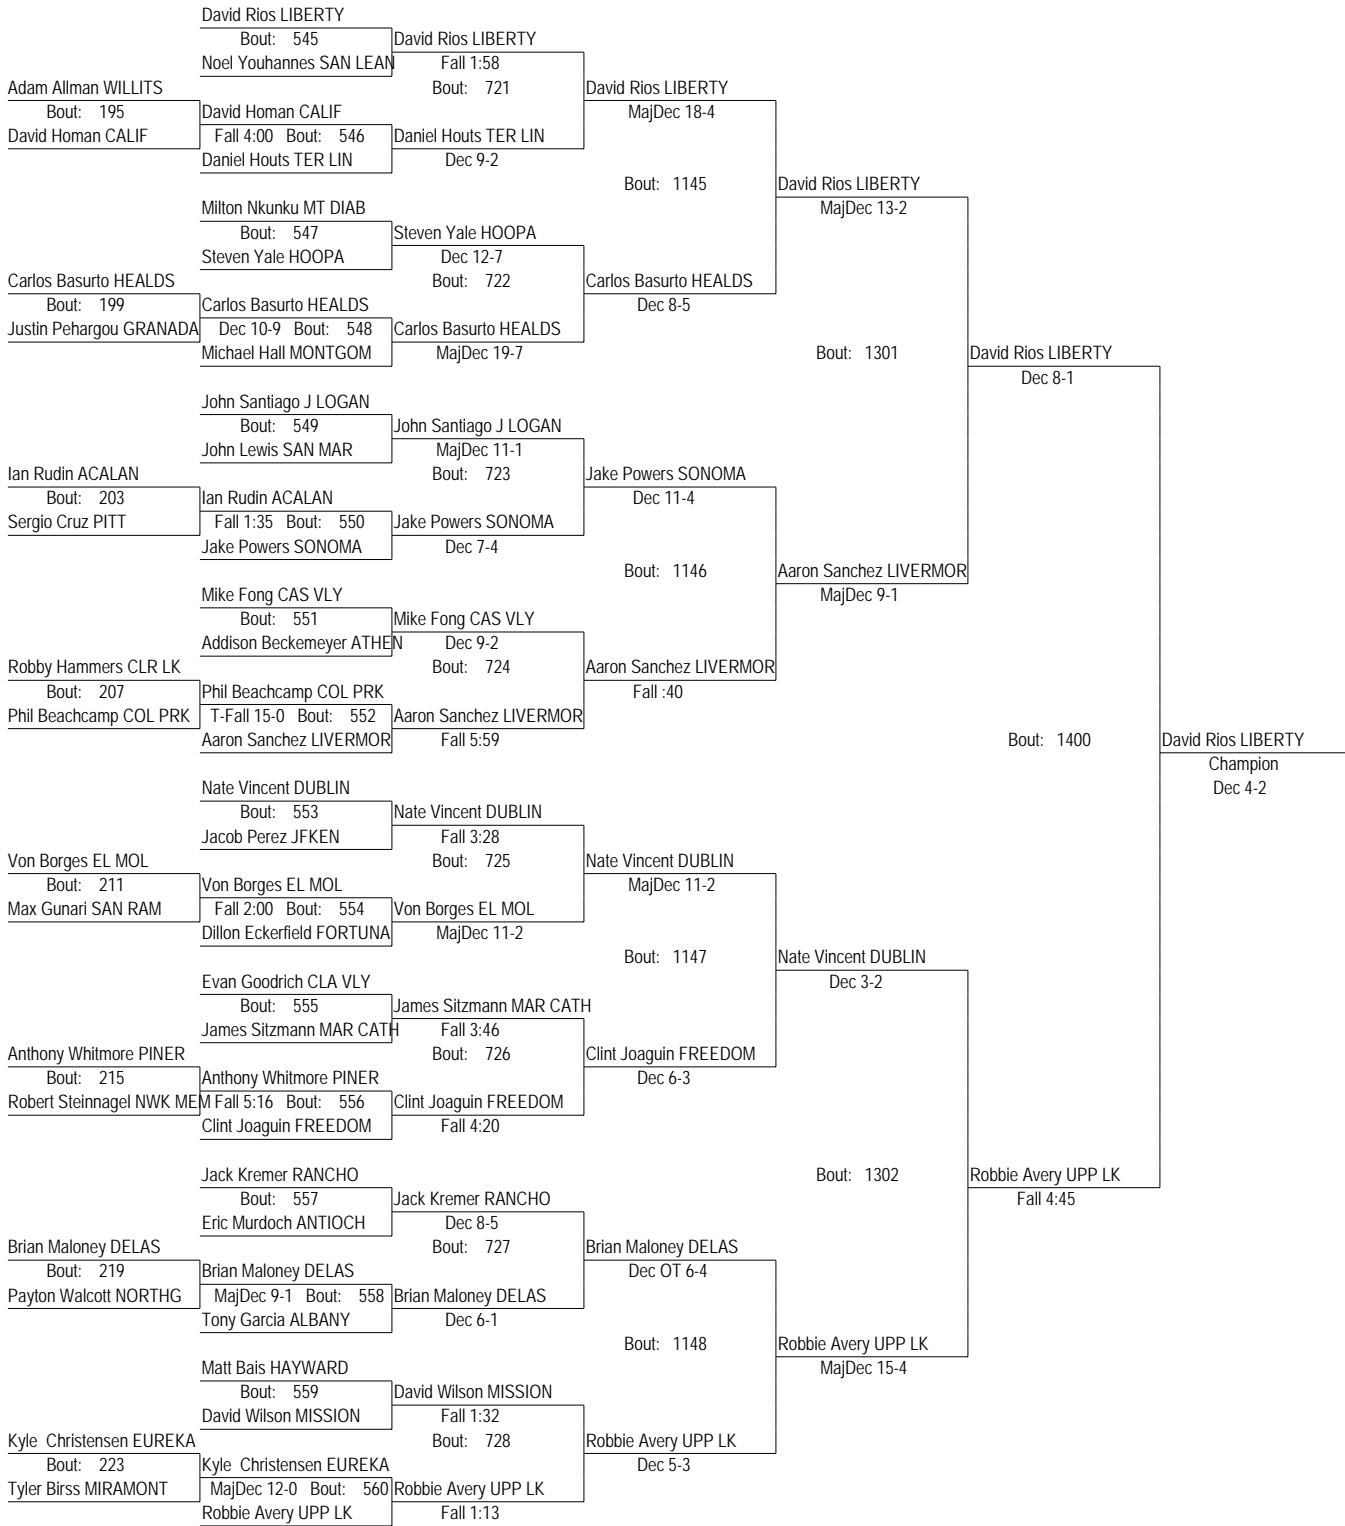 David Rios LIBERTY
Bout: 545
David Rios LIBERTY
Noel Youhannes SAN LEAN
Fall 1:58
Adam Allman WILLITS
Bout: 721
David Rios LIBERTY
Bout: 195
David Homan CALIF
MajDec 18-4
David Homan CALIF
Fall 4:00 Bout: 546
Daniel Houts TER LIN
Daniel Houts TER LIN
Dec 9-2
Bout: 1145
David Rios LIBERTY
Milton Nkunku MT DIAB
MajDec 13-2
Bout: 547
Steven Yale HOOPA
Steven Yale HOOPA
Dec 12-7
Carlos Basurto HEALDS
Bout: 722
Carlos Basurto HEALDS
Bout: 199
Carlos Basurto HEALDS
Dec 8-5
Justin Pehargou GRANADA
Dec 10-9 Bout: 548
Carlos Basurto HEALDS
Michael Hall MONTGOM
MajDec 19-7
Bout: 1301
David Rios LIBERTY
Dec 8-1
John Santiago J LOGAN
Bout: 549
John Santiago J LOGAN
John Lewis SAN MAR
MajDec 11-1
Ian Rudin ACALAN
Bout: 723
Jake Powers SONOMA
Bout: 203
Ian Rudin ACALAN
Dec 11-4
Sergio Cruz PITT
Fall 1:35 Bout: 550
Jake Powers SONOMA
Jake Powers SONOMA
Dec 7-4
Bout: 1146
Aaron Sanchez LIVERMOR
Mike Fong CAS VLY
MajDec 9-1
Bout: 551
Mike Fong CAS VLY
Addison Beckemeyer ATHEN
Dec 9-2
Robby Hammers CLR LK
Bout: 724
Aaron Sanchez LIVERMOR
Bout: 207
Phil Beachcamp COL PRK
Fall :40
Phil Beachcamp COL PRK
T-Fall 15-0 Bout: 552
Aaron Sanchez LIVERMOR
Aaron Sanchez LIVERMOR
Fall 5:59
Bout: 1400
David Rios LIBERTY
Champion
Dec 4-2
Nate Vincent DUBLIN
Bout: 553
Nate Vincent DUBLIN
Jacob Perez JFKEN
Fall 3:28
Von Borges EL MOL
Bout: 725
Nate Vincent DUBLIN
Bout: 211
Von Borges EL MOL
MajDec 11-2
Max Gunari SAN RAM
Fall 2:00 Bout: 554
Von Borges EL MOL
Dillon Eckerfield FORTUNA
MajDec 11-2
Bout: 1147
Nate Vincent DUBLIN
Evan Goodrich CLA VLY
Dec 3-2
Bout: 555
James Sitzmann MAR CATH
James Sitzmann MAR CATH
Fall 3:46
Anthony Whitmore PINER
Bout: 726
Clint Joaguin FREEDOM
Bout: 215
Anthony Whitmore PINER
Dec 6-3
Robert Steinnagel NWK MEM
Fall 5:16 Bout: 556
Clint Joaguin FREEDOM
Clint Joaguin FREEDOM
Fall 4:20
Jack Kremer RANCHO
Bout: 1302
Robbie Avery UPP LK
Bout: 557
Jack Kremer RANCHO
Fall 4:45
Eric Murdoch ANTIOCH
Dec 8-5
Brian Maloney DELAS
Bout: 727
Brian Maloney DELAS
Bout: 219
Brian Maloney DELAS
Dec OT 6-4
Payton Walcott NORTHG
MajDec 9-1 Bout: 558
Brian Maloney DELAS
Tony Garcia ALBANY
Dec 6-1
Bout: 1148
Robbie Avery UPP LK
Matt Bais HAYWARD
MajDec 15-4
Bout: 559
David Wilson MISSION
David Wilson MISSION
Fall 1:32
Kyle Christensen EUREKA
Bout: 728
Robbie Avery UPP LK
Bout: 223
Kyle Christensen EUREKA
Dec 5-3
Tyler Birss MIRAMONT
MajDec 12-0 Bout: 560
Robbie Avery UPP LK
Robbie Avery UPP LK
Fall 1:13